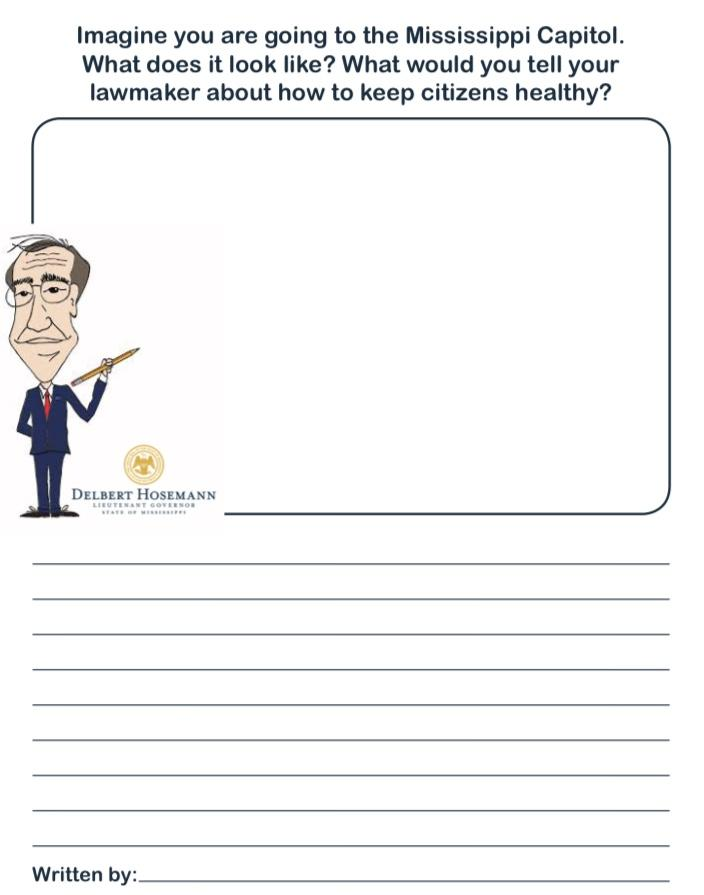 Imagine you are going to the Mississippi Capitol.
What does it look like? What would you tell your
lawmaker about how to keep citizens healthy?
DELBERT HOSEMANN
LIEUTENANT GOVERNOR
STATE OF MISSISSIPPI
Written by: